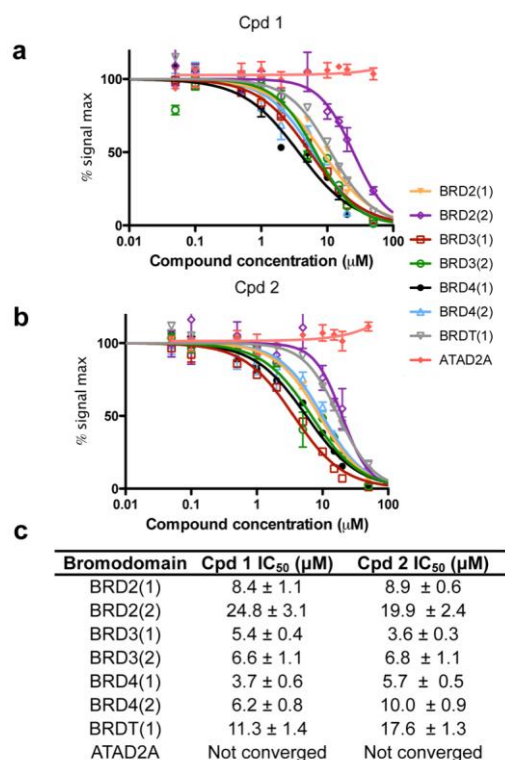 Cpd 1
a
% signal max
100
50
0
0.01 0.1 1 10 100
Compound concentration (μM)
BRD2(1)
BRD2(2)
BRD3(1)
BRD3(2)
BRD4(1)
BRD4(2)
BRDT(1)
ATAD2A
Cpd 2
b
% signal max
100
50
0
0.01 0.1 1 10 100
Compound concentration (μM)
c
Bromodomain Cpd 1 IC50 (μM) Cpd 2 IC50 (μM)
BRD2(1) 8.4 ± 1.1 8.9 ± 0.6
BRD2(2) 24.8 ± 3.1 19.9 ± 2.4
BRD3(1) 5.4 ± 0.4 3.6 ± 0.3
BRD3(2) 6.6 ± 1.1 6.8 ± 1.1
BRD4(1) 3.7 ± 0.6 5.7 ± 0.5
BRD4(2) 6.2 ± 0.8 10.0 ± 0.9
BRDT(1) 11.3 ± 1.4 17.6 ± 1.3
ATAD2A Not converged Not converged